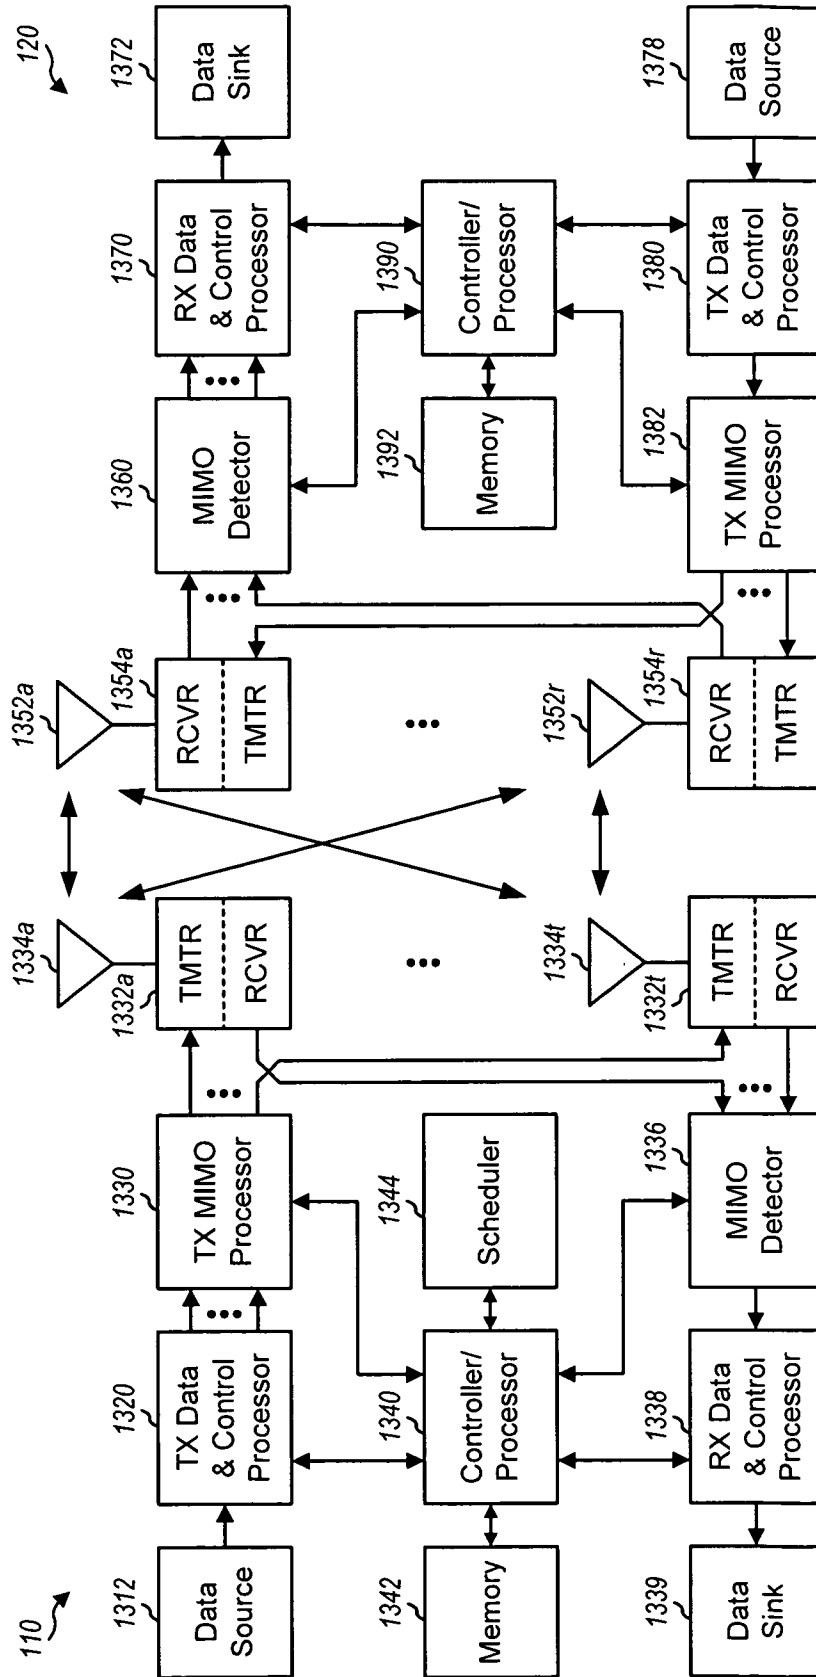 110
120
1312
Data
Source
1320
TX Data
& Control
Processor
1330
TX MIMO
Processor
1332a
TMTR
RCVR
1334a
1352a
1354a
RCVR
TMTR
1360
MIMO
Detector
1370
RX Data
& Control
Processor
1372
Data
Sink
1342
Memory
1340
Controller/
Processor
1344
Scheduler
1392
Memory
1390
Controller/
Processor
1339
Data
Sink
1338
RX Data
& Control
Processor
1336
MIMO
Detector
1332t
TMTR
RCVR
1334t
1352r
1354r
RCVR
TMTR
1382
TX MIMO
Processor
1380
TX Data
& Control
Processor
1378
Data
Source